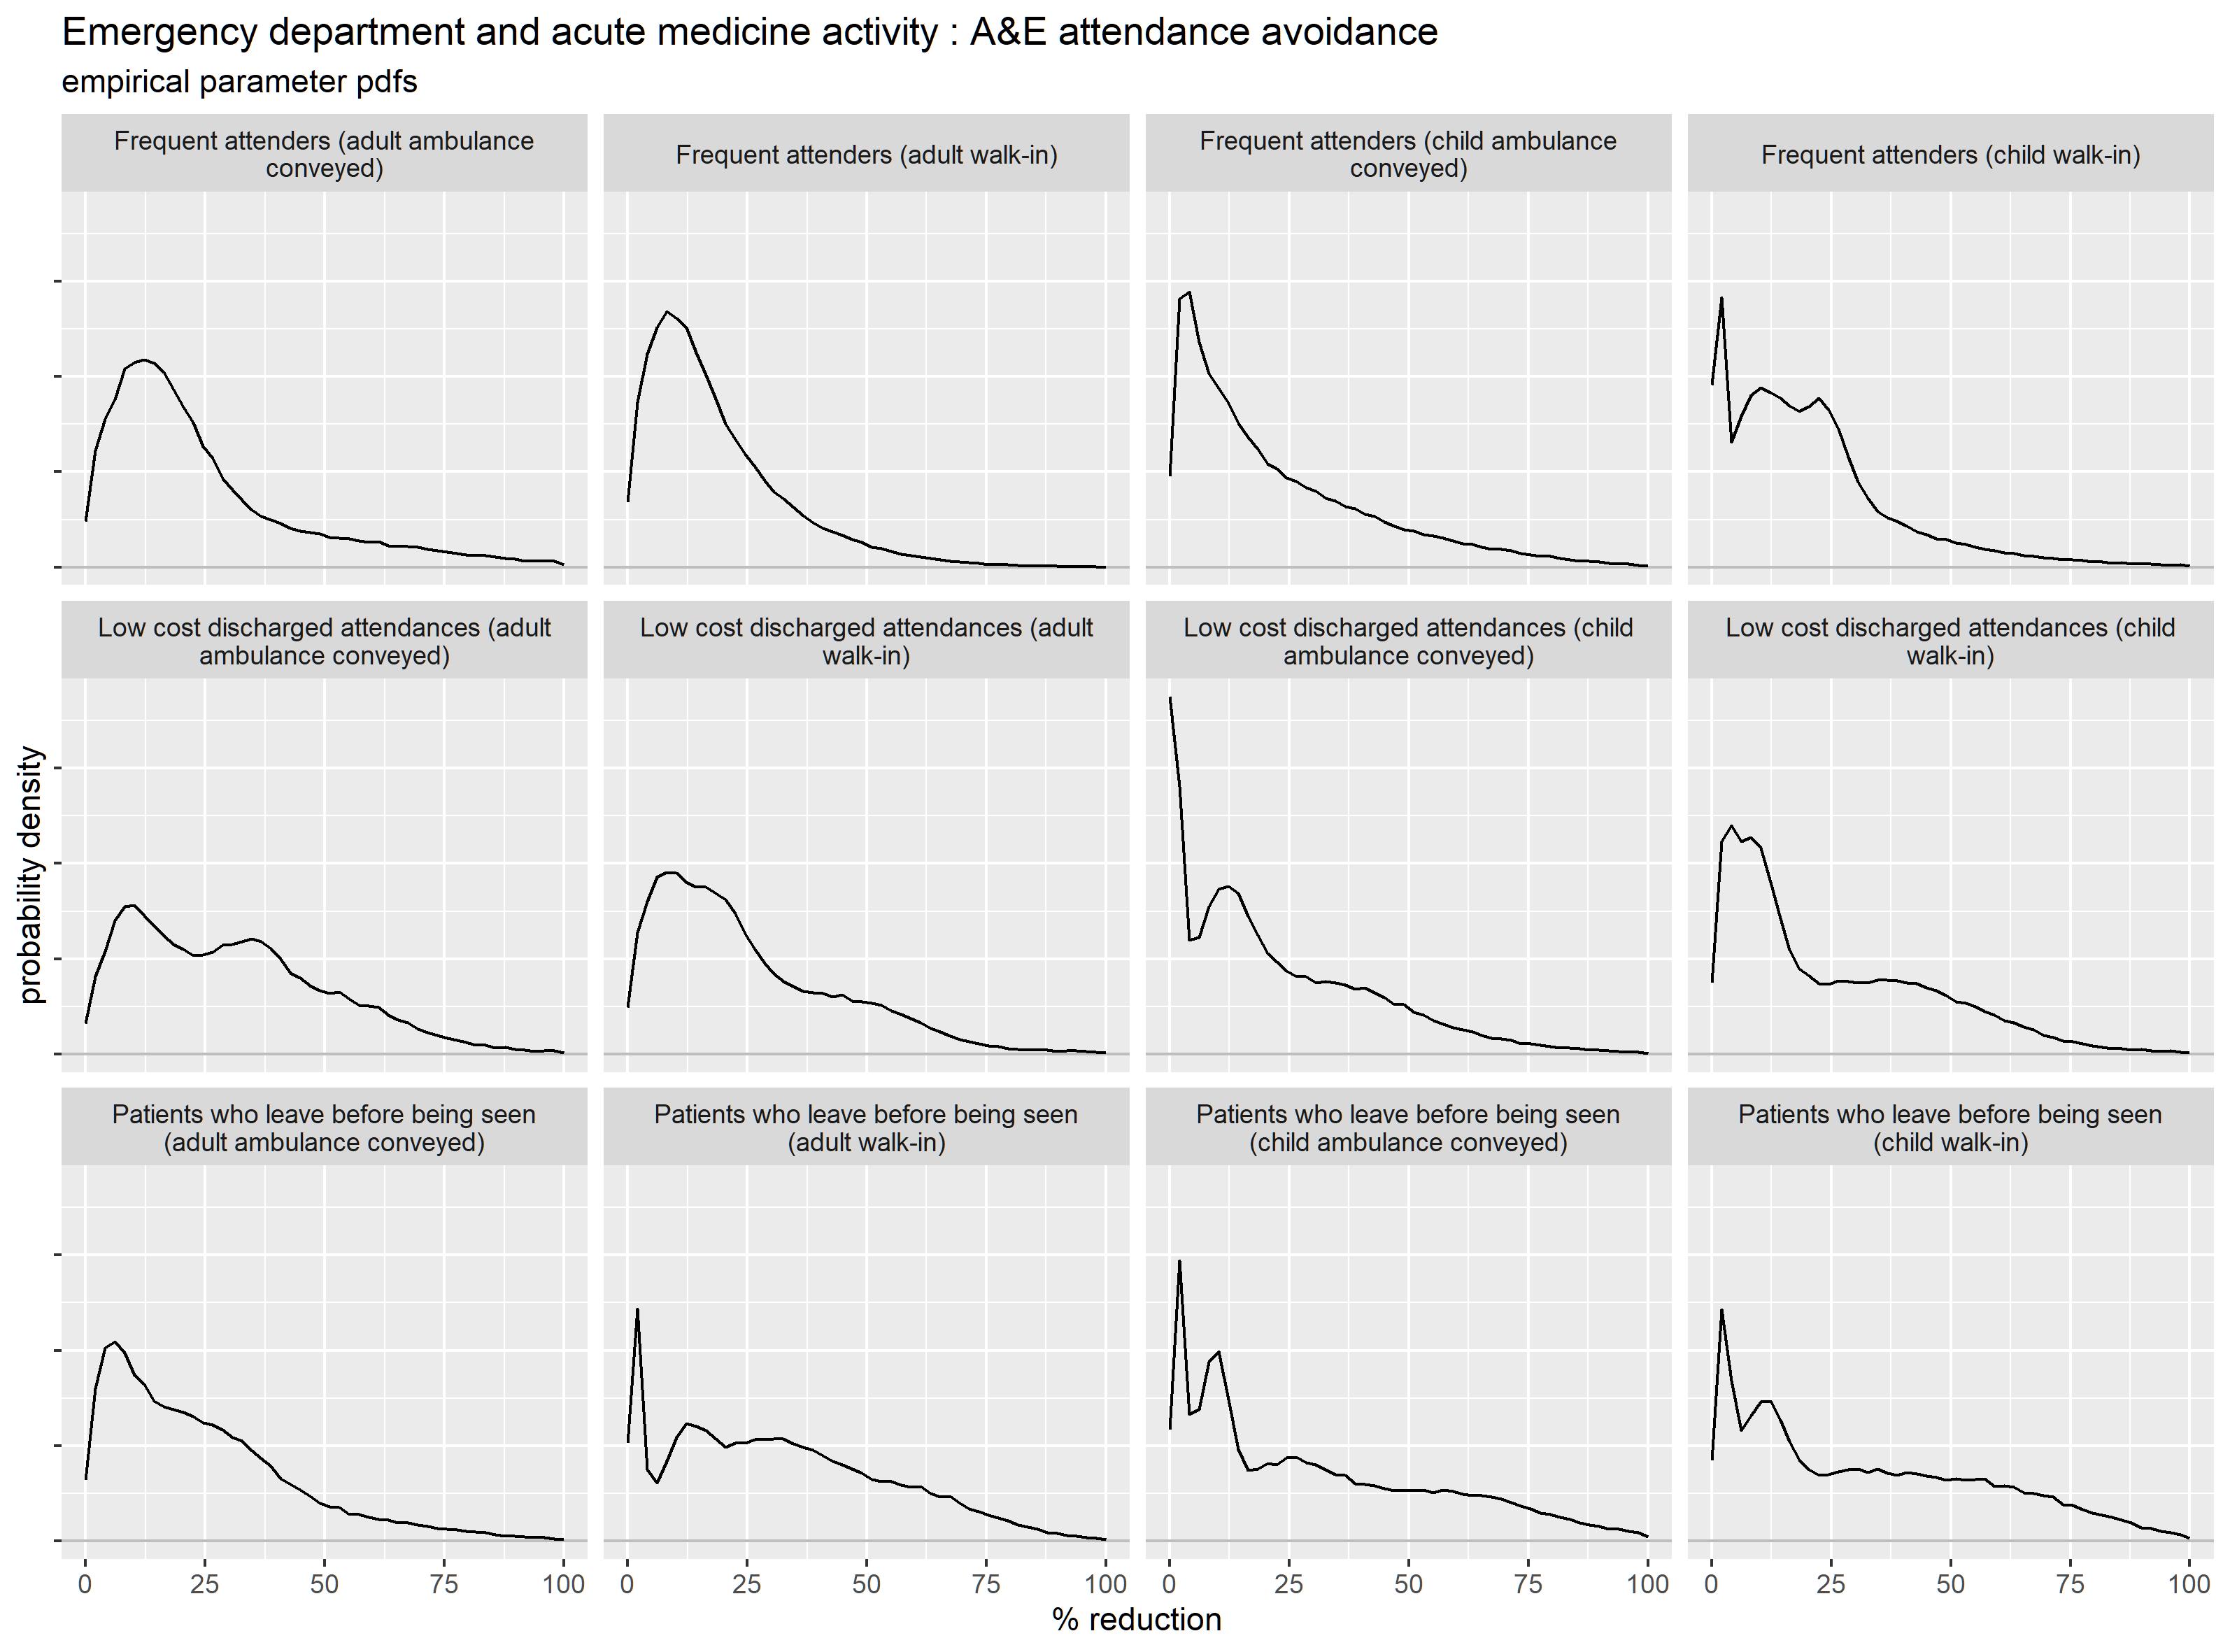 Emergency department and acute medicine activity : A&E attendance avoidance
empirical parameter pdfs
Frequent attenders (adult ambulance
conveyed)
Frequent attenders (adult walk-in)
Frequent attenders (child ambulance
conveyed)
Frequent attenders (child walk-in)
Low cost discharged attendances (adult
ambulance conveyed)
Low cost discharged attendances (adult
walk-in)
Low cost discharged attendances (child
ambulance conveyed)
Low cost discharged attendances (child
walk-in)
probability density
Patients who leave before being seen
(adult ambulance conveyed)
Patients who leave before being seen
(adult walk-in)
Patients who leave before being seen
(child ambulance conveyed)
Patients who leave before being seen
(child walk-in)
0 25 50 75 100
0 25 50 75 100
0 25 50 75 100
0 25 50 75 100
% reduction